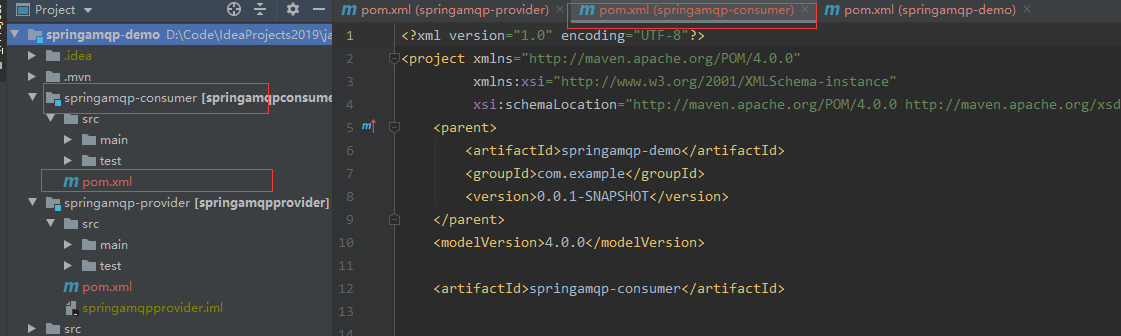 Project
springamqp-demo D:\Code\IdeaProjects2019\ja
.idea
.mvn
springamqp-consumer [springamqpconsume
src
main
test
pom.xml
springamqp-provider [springamqpprovider]
src
main
test
pom.xml
springamqpprovider.iml
src
pom.xml (springamqp-provider) pom.xml (springamqp-consumer) pom.xml (springamqp-demo)
1 <?xml version="1.0" encoding="UTF-8"?>
2 <project xmlns="http://maven.apache.org/POM/4.0.0"
3 xmlns:xsi="http://www.w3.org/2001/XMLSchema-instance"
4 xsi:schemaLocation="http://maven.apache.org/POM/4.0.0 http://maven.apache.org/xsd
5 <parent>
6 <artifactId>springamqp-demo</artifactId>
7 <groupId>com.example</groupId>
8 <version>0.0.1-SNAPSHOT</version>
9 </parent>
10 <modelVersion>4.0.0</modelVersion>
11
12 <artifactId>springamqp-consumer</artifactId>
13